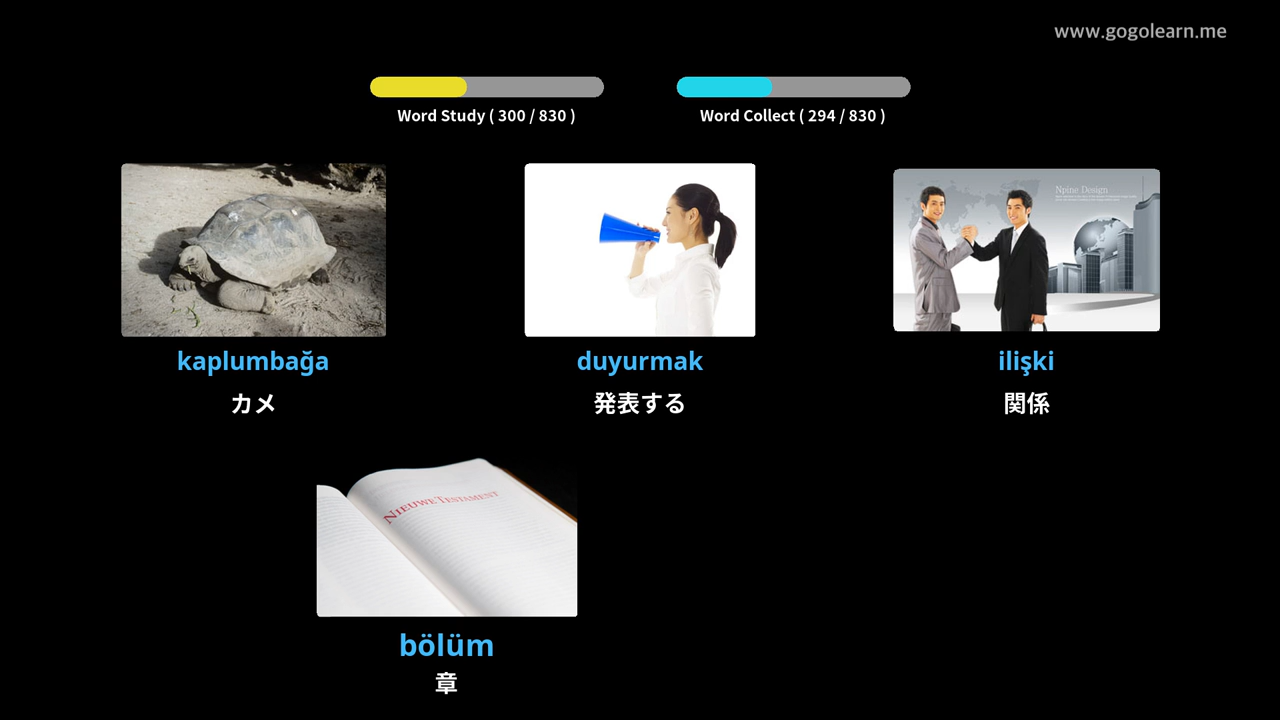 www.gogolearn.me
Word Study ( 300 / 830 )
Word Collect ( 294 / 830 )
Npine Design
kaplumbağa
カメ
duyurmak
発表する
ilişki
関係
NIEUWE TESTAMENT
bölüm
章